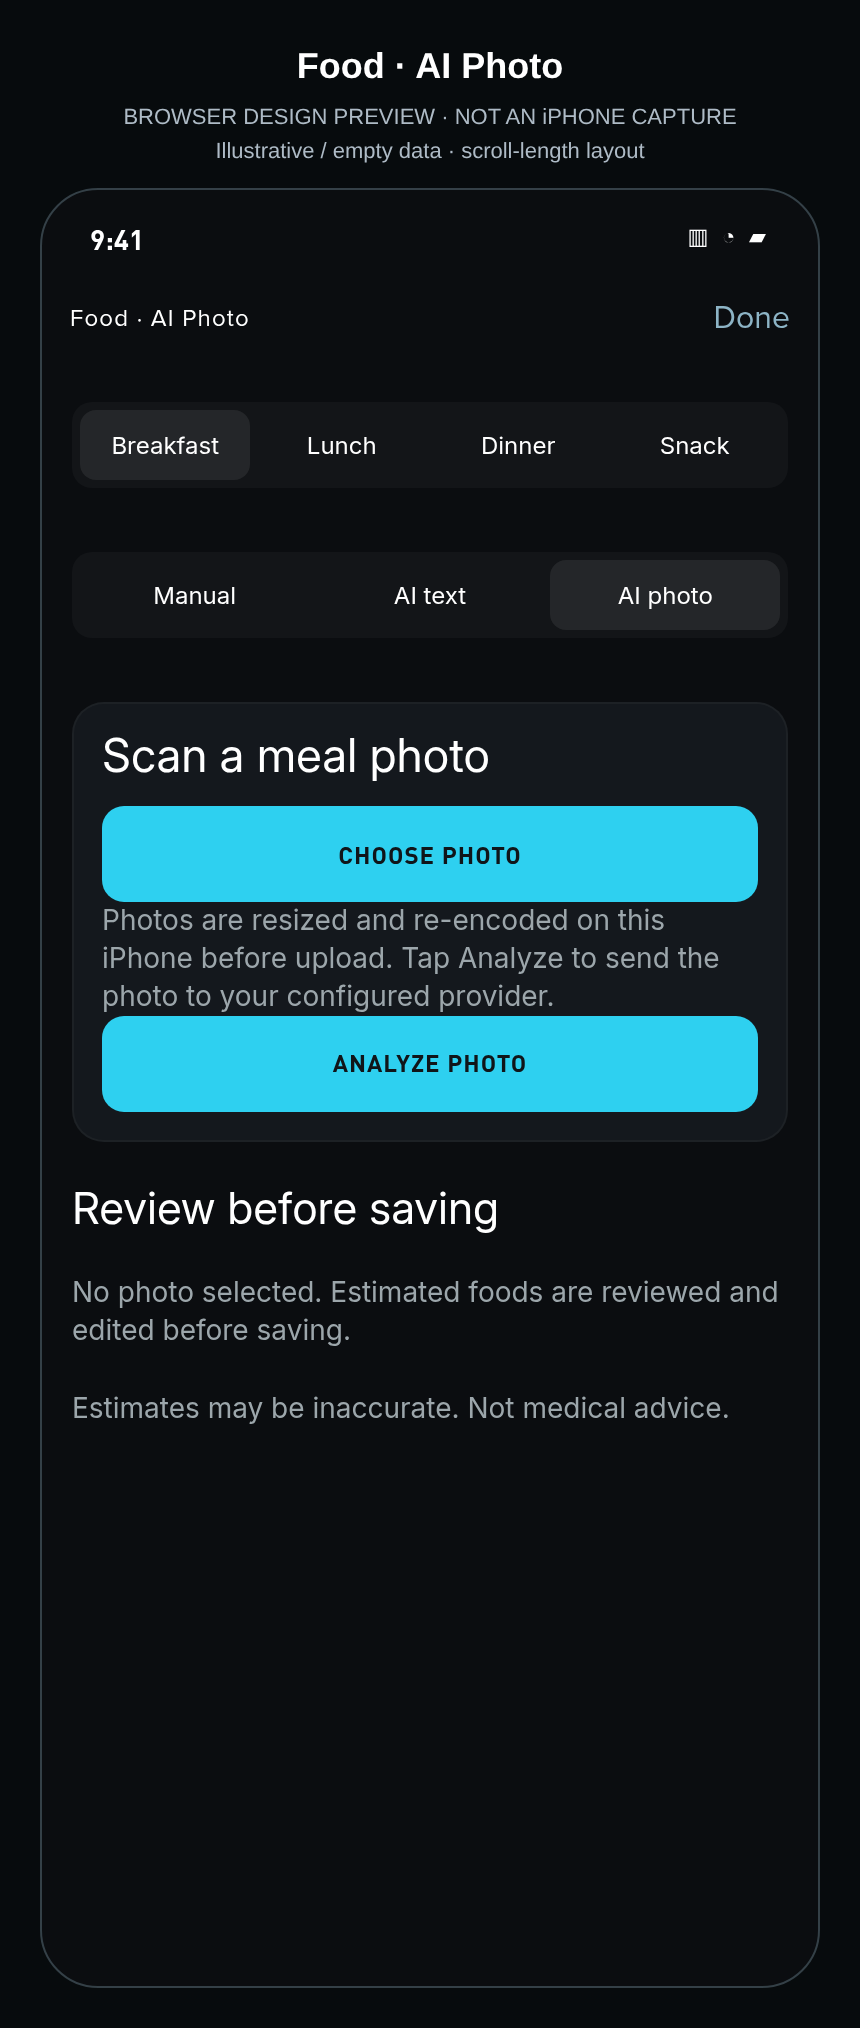 Food · AI Photo
BROWSER DESIGN PREVIEW · NOT AN iPHONE CAPTURE
Illustrative / empty data · scroll-length layout
9:41
Food · AI Photo
Done
Breakfast Lunch Dinner Snack
Manual AI text AI photo
Scan a meal photo
CHOOSE PHOTO
Photos are resized and re-encoded on this
iPhone before upload. Tap Analyze to send the
photo to your configured provider.
ANALYZE PHOTO
Review before saving
No photo selected. Estimated foods are reviewed and
edited before saving.
Estimates may be inaccurate. Not medical advice.